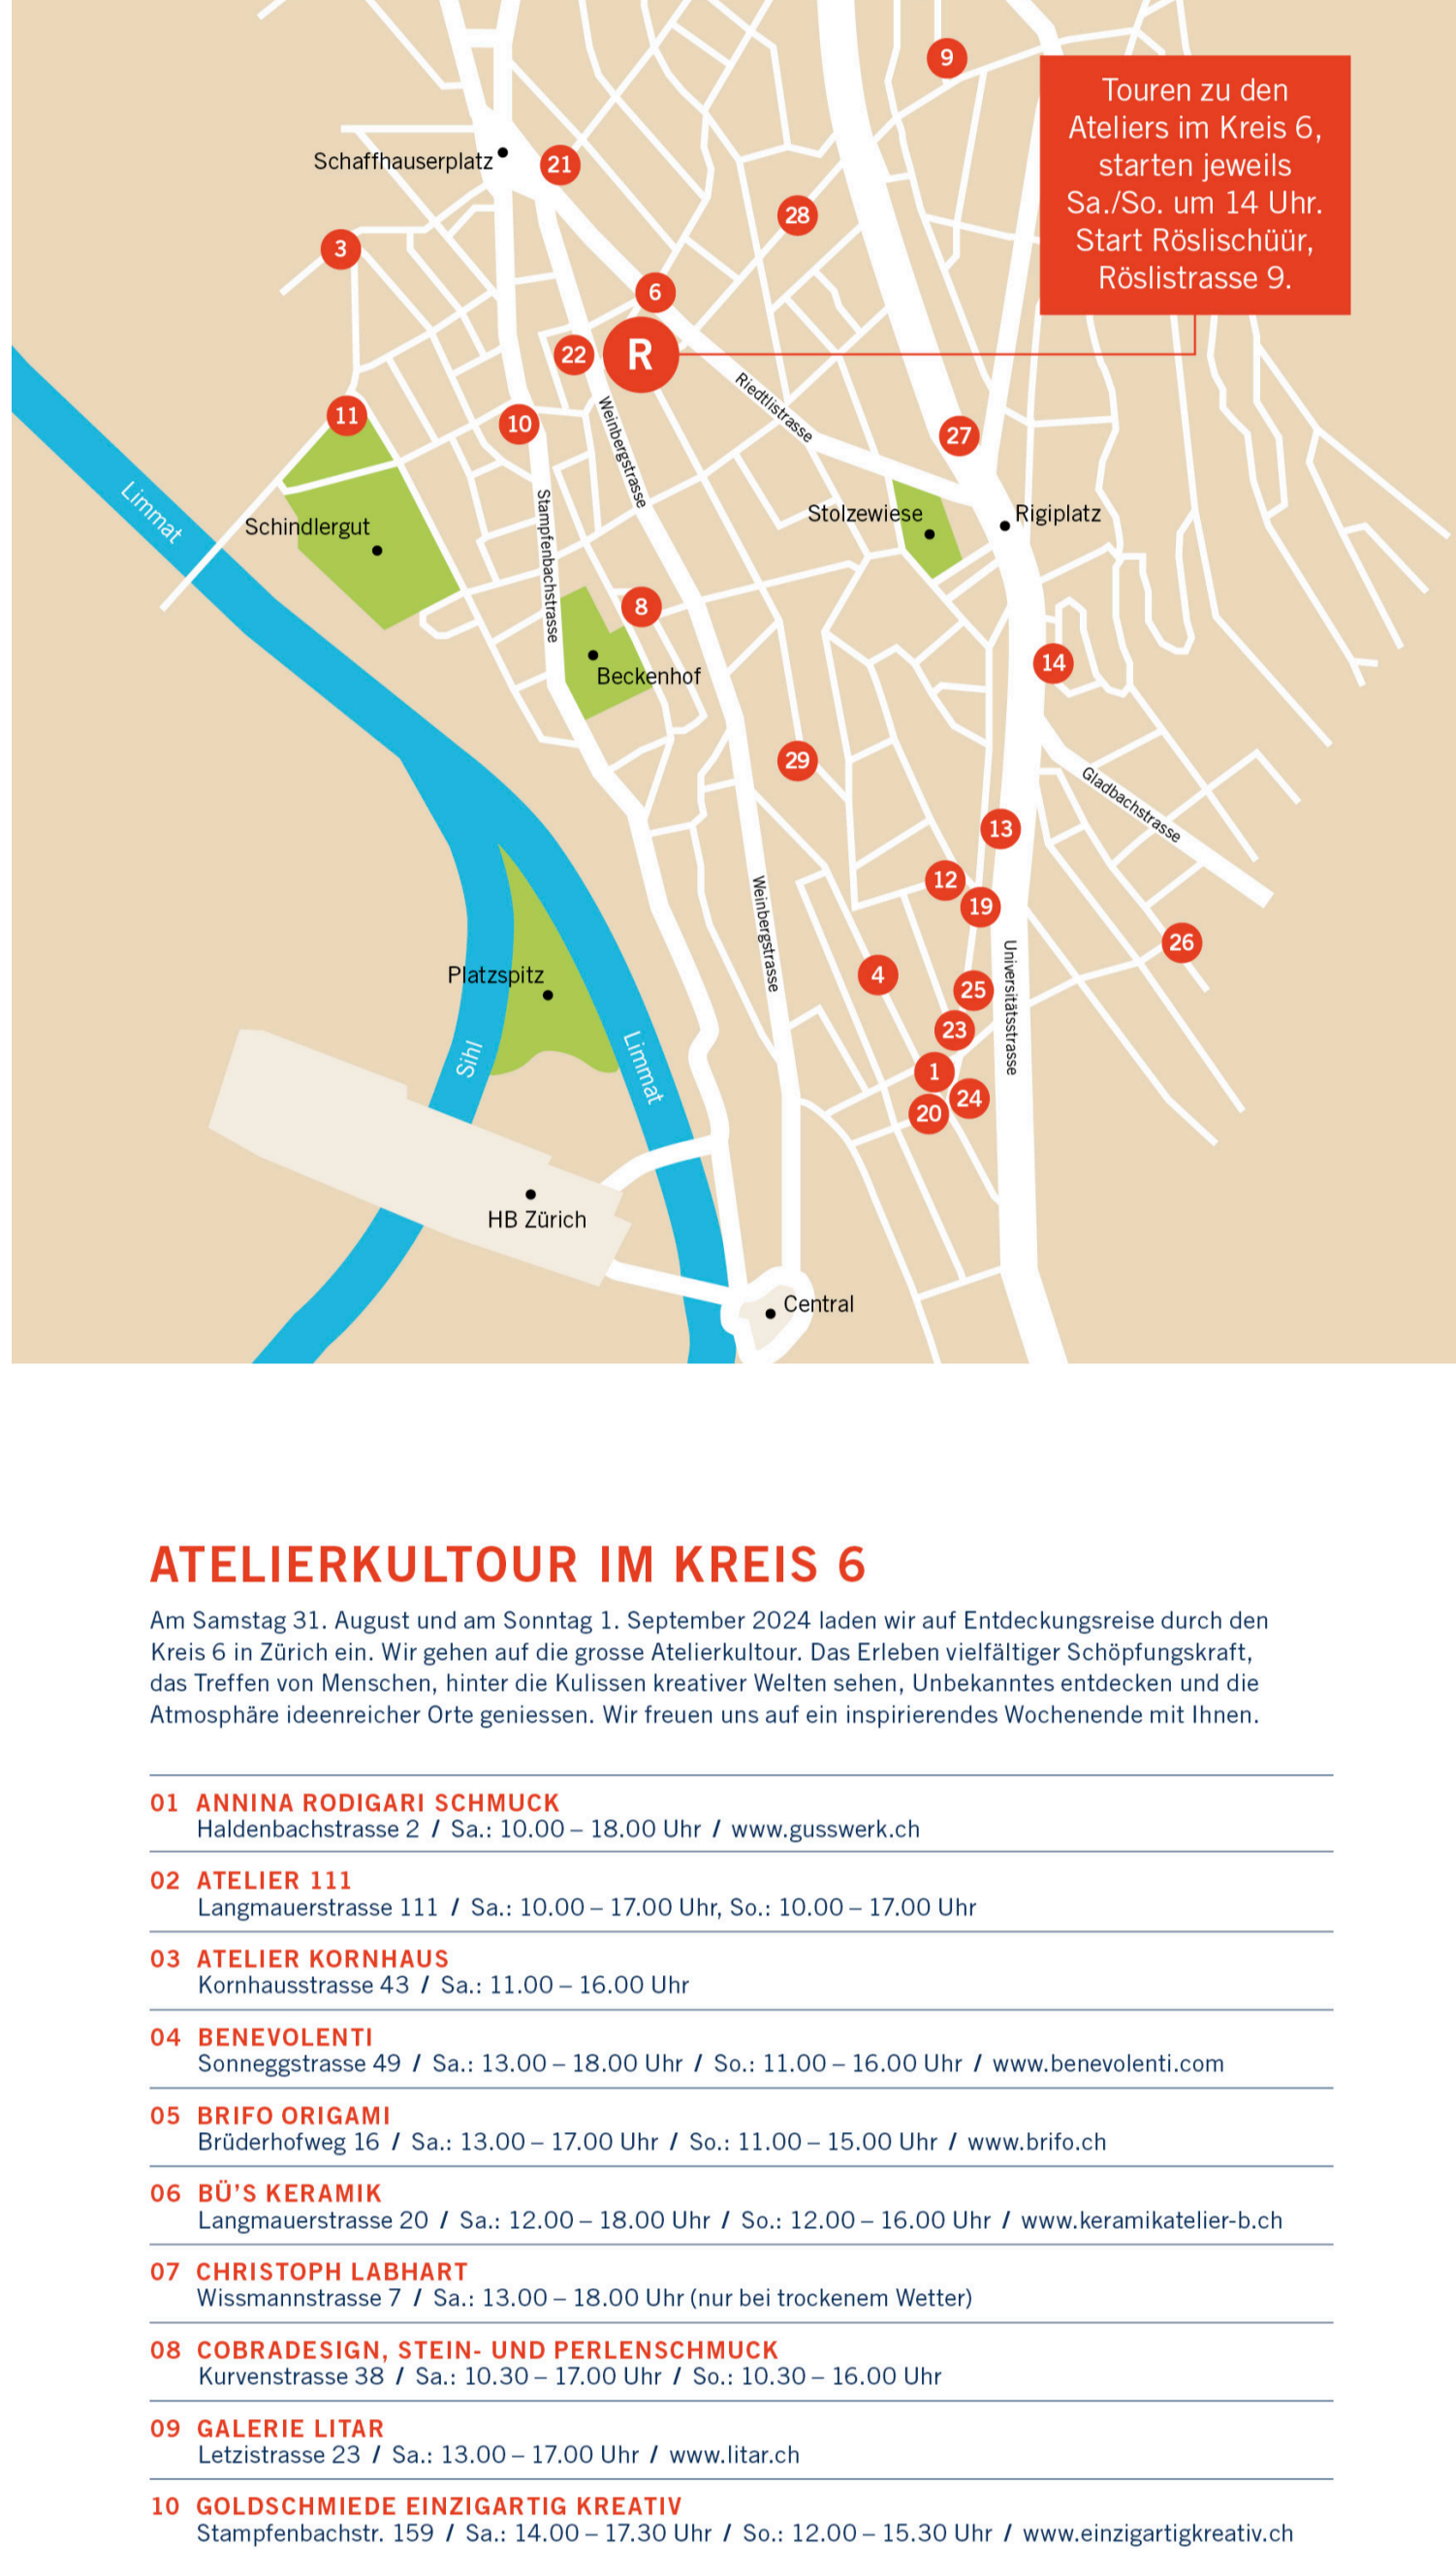 9
Touren zu den
Ateliers im Kreis 6,
starten jeweils
Sa./So. um 14 Uhr.
Start Röslischüür,
Röslistrasse 9.
Schaffhauserplatz
21
28
3
6
22
R
Riedtlistrasse
11
10
Weinbergstrasse
27
Limmat
Schindlergut
Stampfenbachstrasse
Stolzewiese
Rigiplatz
8
Beckenhof
14
29
Gladbachstrasse
13
12
19
Weinbergstrasse
26
4
Platzspitz
25
Universitätsstrasse
23
Sihl
Limmat
1
24
20
HB Zürich
Central
ATELIERKULTOUR IM KREIS 6
Am Samstag 31. August und am Sonntag 1. September 2024 laden wir auf Entdeckungsreise durch den
Kreis 6 in Zürich ein. Wir gehen auf die grosse Atelierkultour. Das Erleben vielfältiger Schöpfungskraft,
das Treffen von Menschen, hinter die Kulissen kreativer Welten sehen, Unbekanntes entdecken und die
Atmosphäre ideenreicher Orte geniessen. Wir freuen uns auf ein inspirierendes Wochenende mit Ihnen.
01 ANNINA RODIGARI SCHMUCK
Haldenbachstrasse 2 / Sa.: 10.00 – 18.00 Uhr / www.gusswerk.ch
02 ATELIER 111
Langmauerstrasse 111 / Sa.: 10.00 – 17.00 Uhr, So.: 10.00 – 17.00 Uhr
03 ATELIER KORNHAUS
Kornhausstrasse 43 / Sa.: 11.00 – 16.00 Uhr
04 BENEVOLENTI
Sonneggstrasse 49 / Sa.: 13.00 – 18.00 Uhr / So.: 11.00 – 16.00 Uhr / www.benevolenti.com
05 BRIFO ORIGAMI
Brüderhofweg 16 / Sa.: 13.00 – 17.00 Uhr / So.: 11.00 – 15.00 Uhr / www.brifo.ch
06 BÜ'S KERAMIK
Langmauerstrasse 20 / Sa.: 12.00 – 18.00 Uhr / So.: 12.00 – 16.00 Uhr / www.keramikatelier-b.ch
07 CHRISTOPH LABHART
Wissmannstrasse 7 / Sa.: 13.00 – 18.00 Uhr (nur bei trockenem Wetter)
08 COBRADESIGN, STEIN- UND PERLENSCHMUCK
Kurvenstrasse 38 / Sa.: 10.30 – 17.00 Uhr / So.: 10.30 – 16.00 Uhr
09 GALERIE LITAR
Letzistrasse 23 / Sa.: 13.00 – 17.00 Uhr / www.litar.ch
10 GOLDSCHMIEDE EINZIGARTIG KREATIV
Stampfenbachstr. 159 / Sa.: 14.00 – 17.30 Uhr / So.: 12.00 – 15.30 Uhr / www.einzigartigkreativ.ch